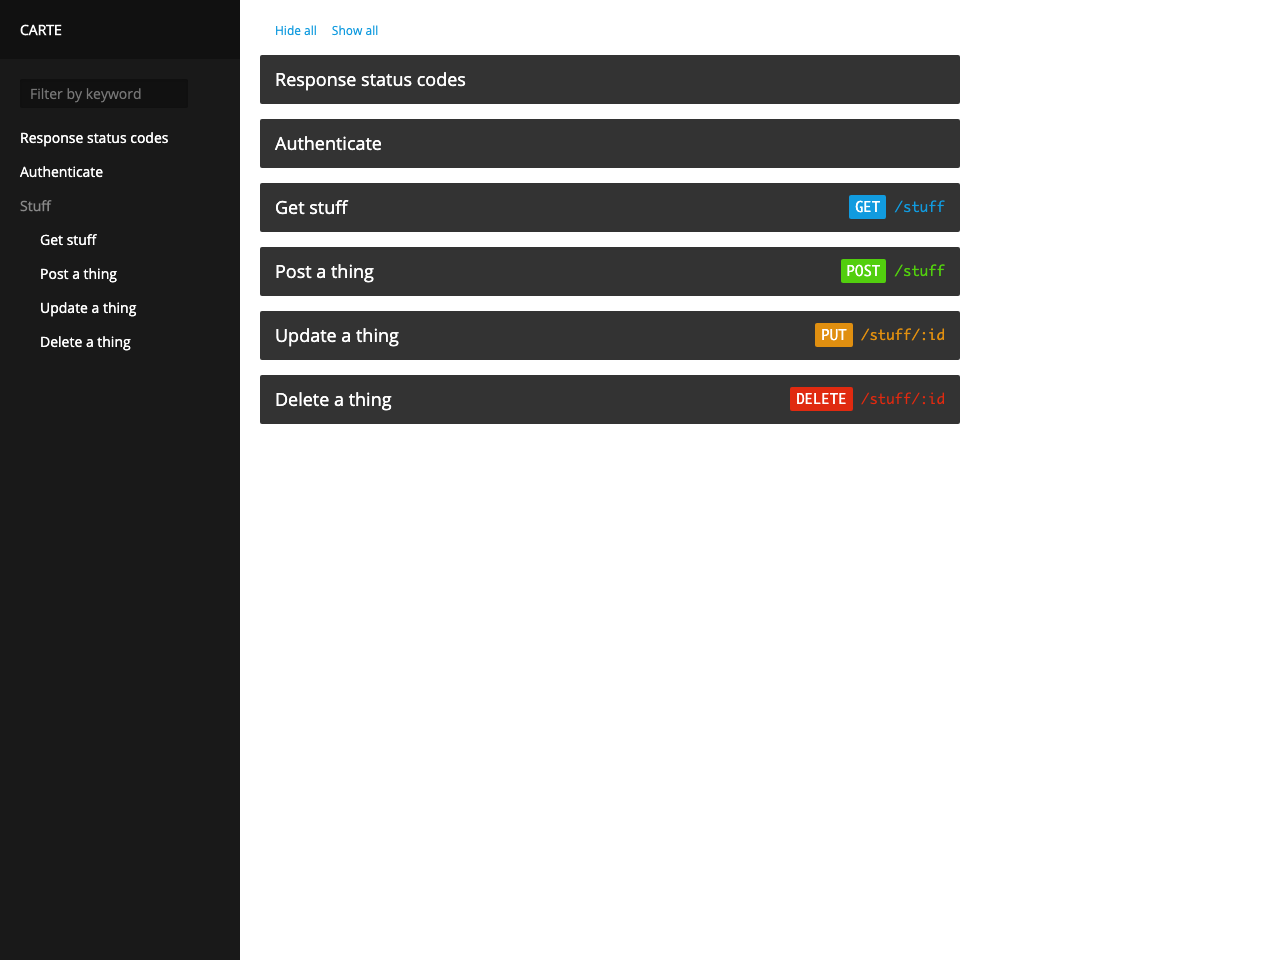 CARTE
Filter by keyword
Response status codes
Authenticate
Stuff
Get stuff
Post a thing
Update a thing
Delete a thing
Hide all Show all
Response status codes
Authenticate
Get stuff GET /stuff
Post a thing POST /stuff
Update a thing PUT /stuff/:id
Delete a thing DELETE /stuff/:id